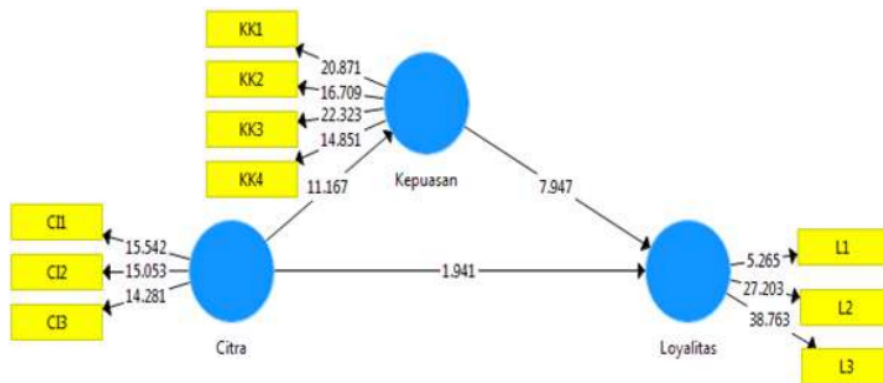 KK1
20.871
KK2
16.709
KK3
22.323
KK4
14.851
Kepuasan
11.167
7.947
CI1
15.542
CI2
15.053
CI3
14.281
Citra
1.941
Loyalitas
L1
5.265
L2
27.203
38.763
L3